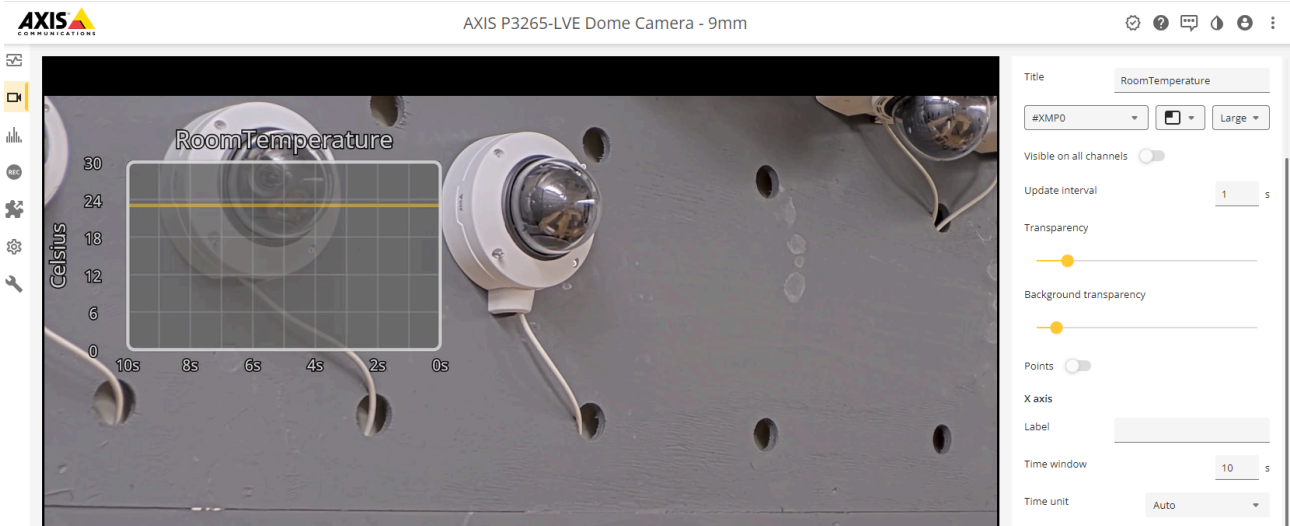 AXIS
COMMUNICATIONS
AXIS P3265-LVE Dome Camera - 9mm
REC
RoomTemperature
Celsius
30
24
18
12
6
0
10s 8s 6s 4s 2s 0s
Title RoomTemperature
#XMP0 Large
Visible on all channels
Update interval 1 s
Transparency
Background transparency
Points
X axis
Label
Time window 10 s
Time unit Auto